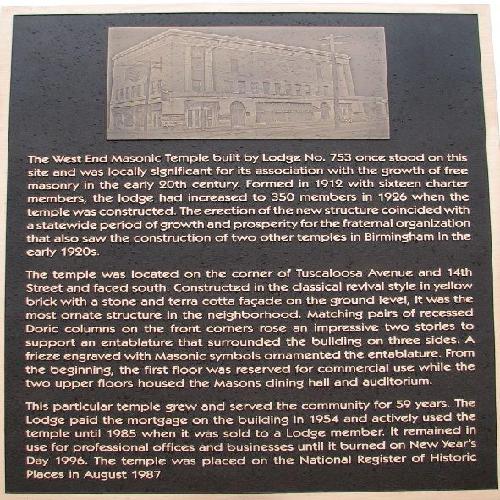 The West End Masonic Temple built by Lodge No. 753 once stood on this
site and was locally significant for its association with the growth of free
masonry in the early 20th century. Formed in 1912 with sixteen charter
members, the lodge had increased to 350 members in 1926 when the
temple was constructed. The erection of the new structure coincided with
a statewide period of growth and prosperity for the fraternal organization
that also saw the construction of two other temples in Birmingham in the
early 1920s.
The temple was located on the corner of Tuscaloosa Avenue and 14th
Street and faced south. Constructed in the classical revival style in yellow
brick with a stone and terra cotta façade on the ground level, it was the
most ornate structure in the neighborhood. Matching pairs of recessed
Doric columns on the front corners rose an impressive two stories to
support an entablature that surrounded the building on three sides. A
frieze engraved with Masonic symbols ornamented the entablature. From
the beginning, the first floor was reserved for commercial use while the
two upper floors housed the Masons dining hall and auditorium.
This particular temple grew and served the community for 59 years. The
Lodge paid the mortgage on the building in 1954 and actively used the
temple until 1985 when it was sold to a Lodge member. It remained in
use for professional offices and businesses until it burned on New Year's
Day 1996. The temple was placed on the National Register of Historic
Places in August 1987